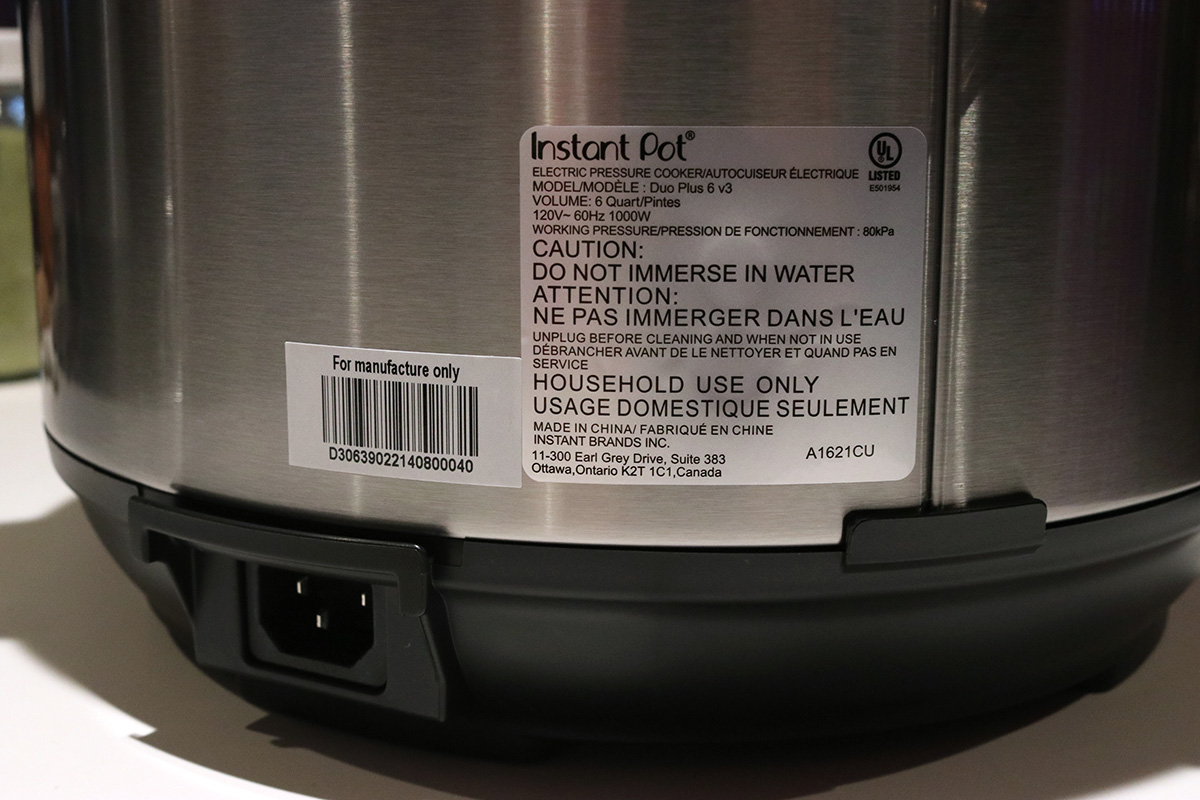 Instant Pot®
UL
LISTED
E501954
ELECTRIC PRESSURE COOKER/AUTOCUISEUR ÉLECTRIQUE
MODEL/MODÈLE : Duo Plus 6 v3
VOLUME: 6 Quart/Pintes
120V~ 60Hz 1000W
WORKING PRESSURE/PRESSION DE FONCTIONNEMENT : 80kPa
CAUTION:
DO NOT IMMERSE IN WATER
ATTENTION:
NE PAS IMMERGER DANS L'EAU
UNPLUG BEFORE CLEANING AND WHEN NOT IN USE
DÉBRANCHER AVANT DE LE NETTOYER ET QUAND PAS EN
SERVICE
HOUSEHOLD USE ONLY
USAGE DOMESTIQUE SEULEMENT
MADE IN CHINA/ FABRIQUÉ EN CHINE
INSTANT BRANDS INC.
11-300 Earl Grey Drive, Suite 383
Ottawa,Ontario K2T 1C1,Canada
A1621CU
For manufacture only
D30639022140800040